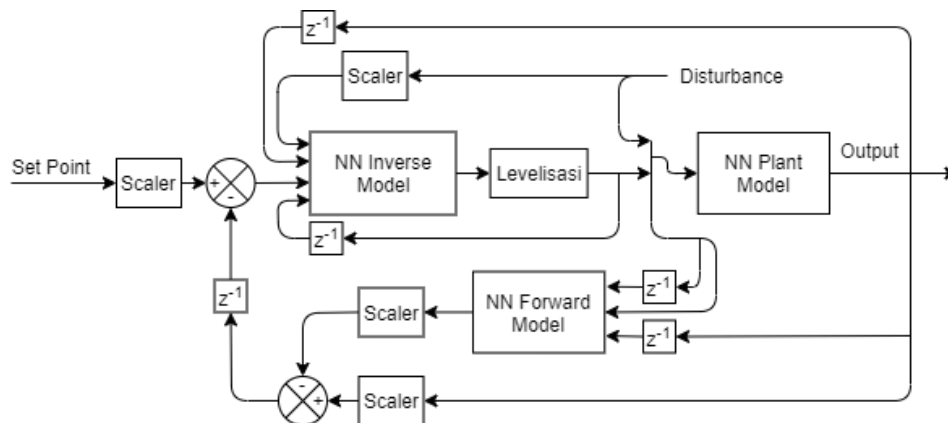 z⁻¹
Scaler
Disturbance
Set Point
Scaler
+
-
NN Inverse
Model
Levelisasi
NN Plant
Model
Output
z⁻¹
z⁻¹
z⁻¹
Scaler
NN Forward
Model
z⁻¹
-
+
Scaler